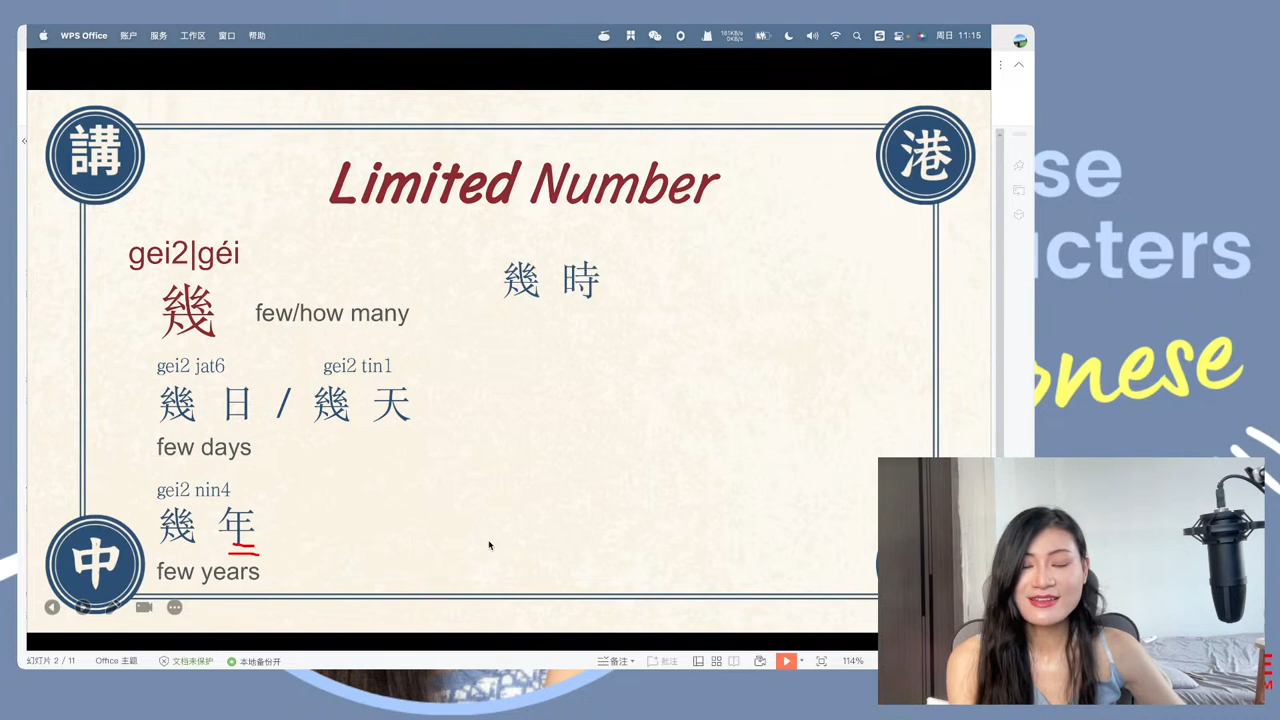 WPS Office 账户 服务 工作区 窗口 帮助
周日 11:15
講
港
Limited Number
gei2|géi
幾 few/how many
幾 時
gei2 jat6 gei2 tin1
幾 日 / 幾 天
few days
gei2 nin4
幾 年
few years
中
se
cters
nese
幻灯片 2 / 11 Office 主题 文档未保护 本地备份开 备注 批注 114%